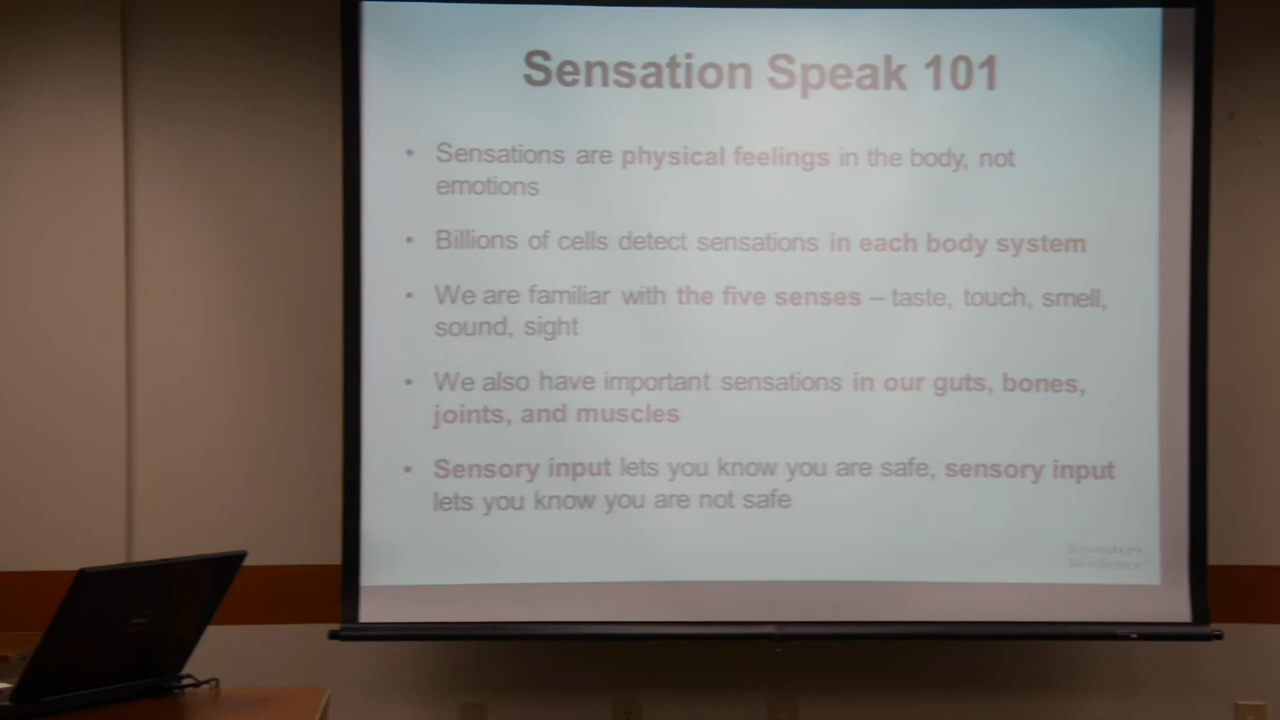 Sensation Speak 101
• Sensations are physical feelings in the body, not
emotions
• Billions of cells detect sensations in each body system
• We are familiar with the five senses – taste, touch, smell,
sound, sight
• We also have important sensations in our guts, bones,
joints, and muscles
• Sensory input lets you know you are safe, sensory input
lets you know you are not safe